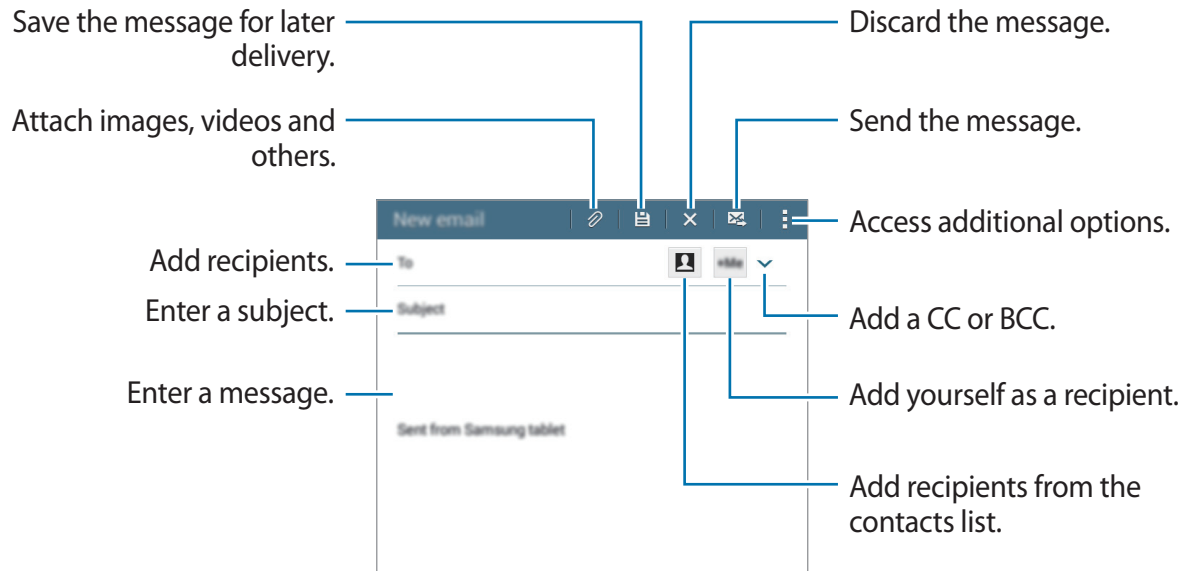 Save the message for later
delivery.
Discard the message.
Attach images, videos and
others.
Send the message.
New email
Access additional options.
Add recipients.
To
+Me
Enter a subject.
Subject
Add a CC or BCC.
Enter a message.
Add yourself as a recipient.
Sent from Samsung tablet
Add recipients from the
contacts list.